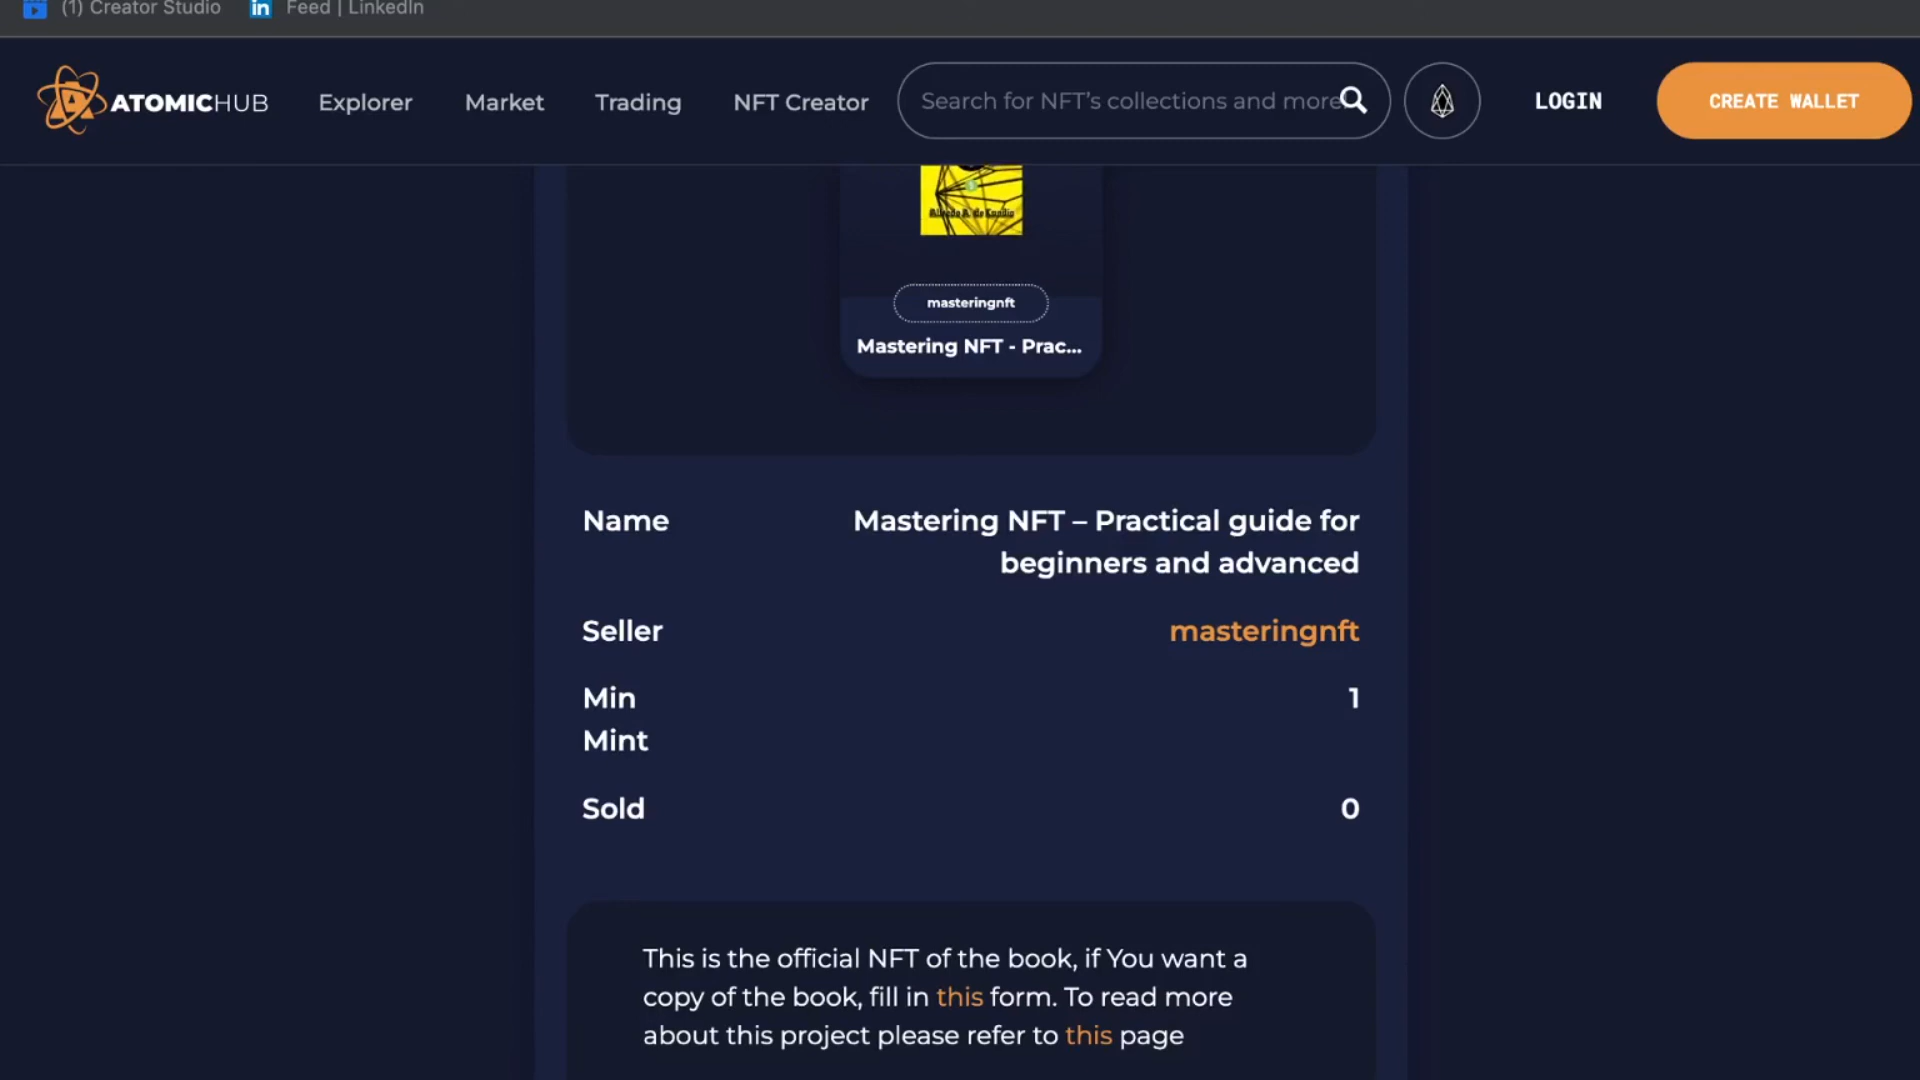 (1) Creator Studio
Feed | LinkedIn
ATOMICHUB
Explorer
Market
Trading
NFT Creator
Search for NFT's collections and more
LOGIN
CREATE WALLET
masteringnft
Mastering NFT - Prac...
Name
Mastering NFT – Practical guide for
beginners and advanced
Seller
masteringnft
Min
Mint
1
Sold
0
This is the official NFT of the book, if You want a
copy of the book, fill in this form. To read more
about this project please refer to this page